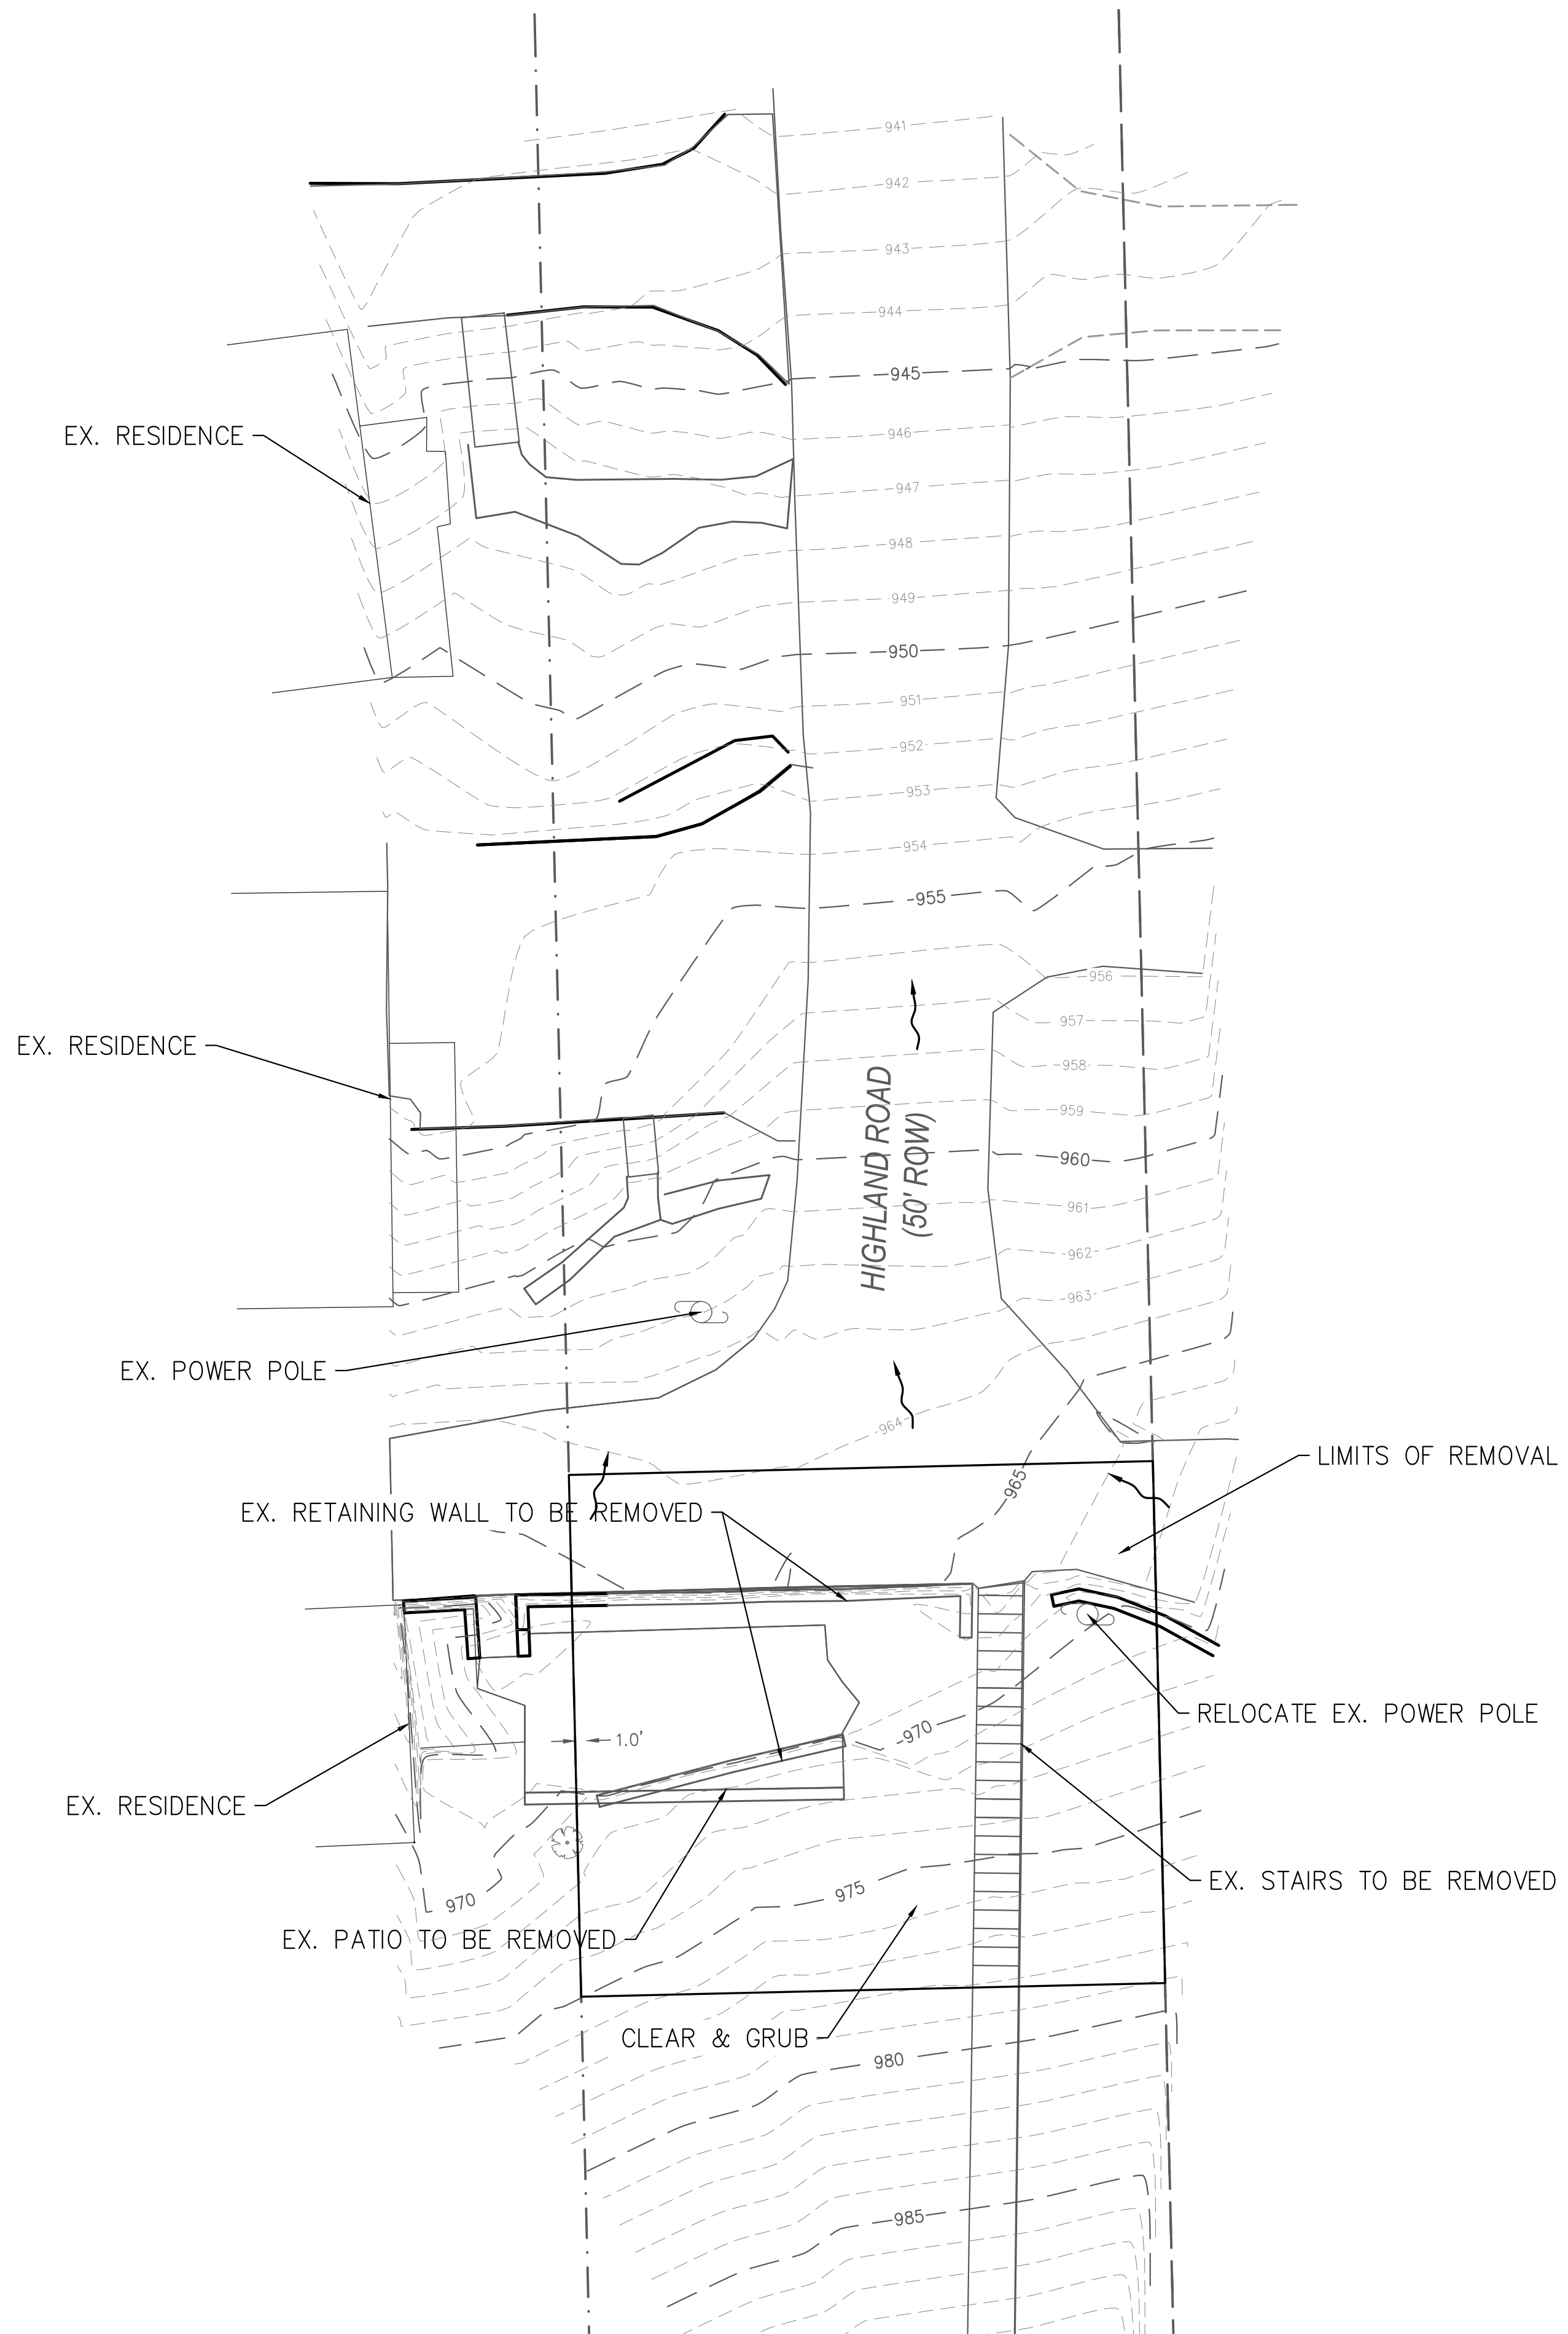 941
942
943
944
945
EX. RESIDENCE
946
947
948
949
950
951
952
953
954
955
956
957
EX. RESIDENCE
958
959
960
HIGHLAND ROAD
(50' ROW)
961
962
963
EX. POWER POLE
964
LIMITS OF REMOVAL
965
EX. RETAINING WALL TO BE REMOVED
RELOCATE EX. POWER POLE
970
1.0'
EX. RESIDENCE
EX. STAIRS TO BE REMOVED
975
970
EX. PATIO TO BE REMOVED
CLEAR & GRUB
980
985